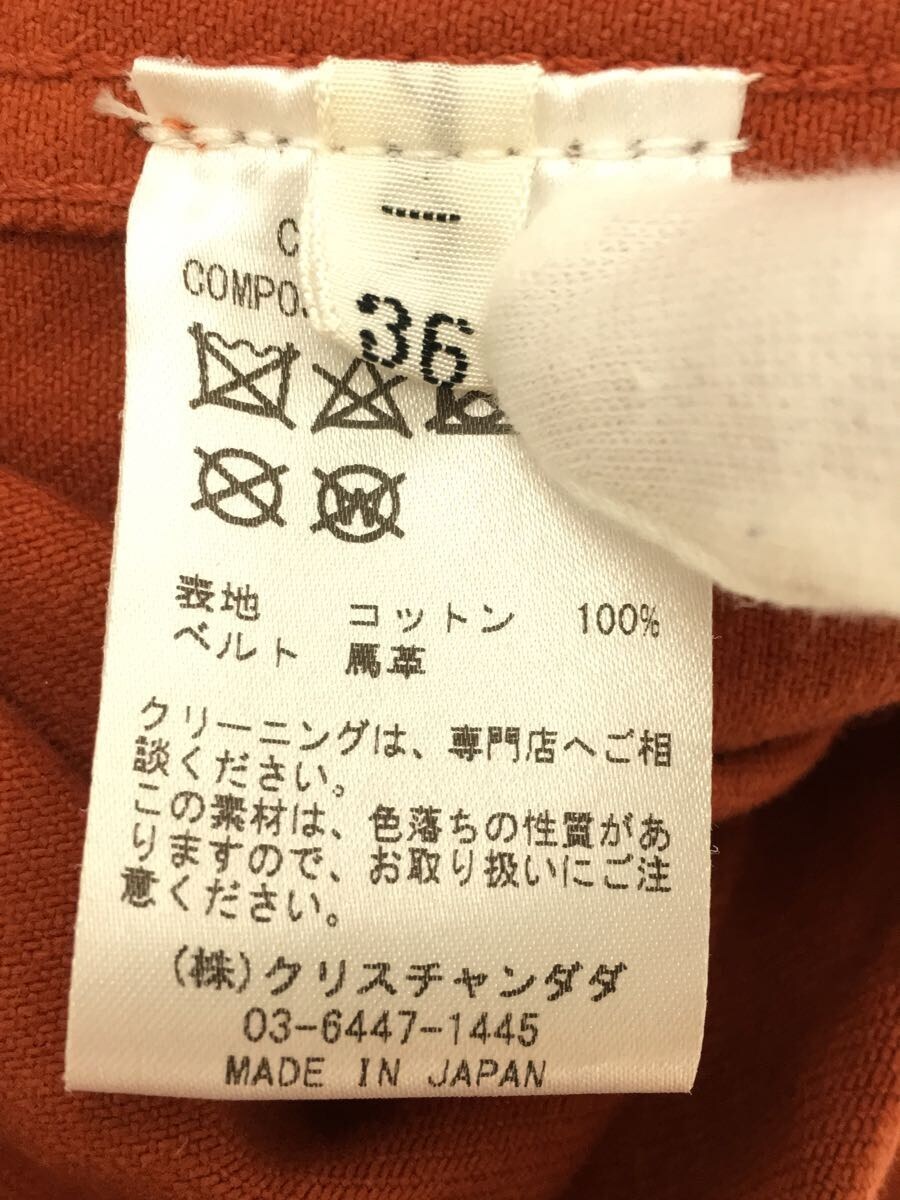 36
表地 コットン 100%
ベルト 馬革
クリーニングは、専門店へご相
談ください。
この素材は、色落ちの性質があ
りますので、お取り扱いにご注
意ください。
(株)クリスチャンダダ
03-6447-1445
MADE IN JAPAN